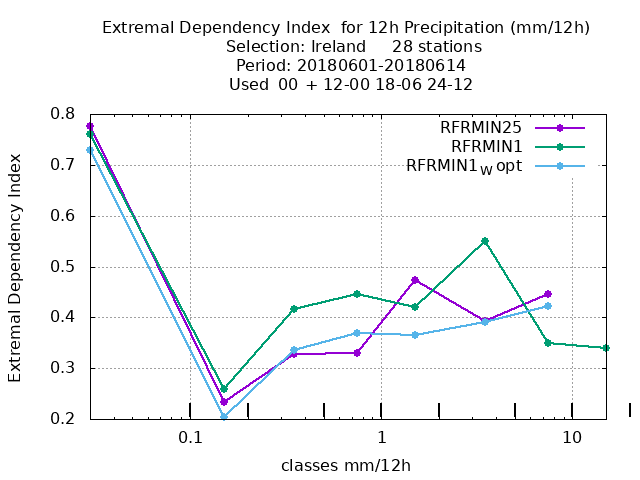 Extremal Dependency Index  for 12h Precipitation (mm/12h)
Selection: Ireland     28 stations
Period: 20180601-20180614
Used  00  + 12-00 18-06 24-12
RFRMIN25
RFRMIN1
RFRMIN1W opt
Extremal Dependency Index
0.8
0.7
0.6
0.5
0.4
0.3
0.2
0.1 1 10
classes mm/12h